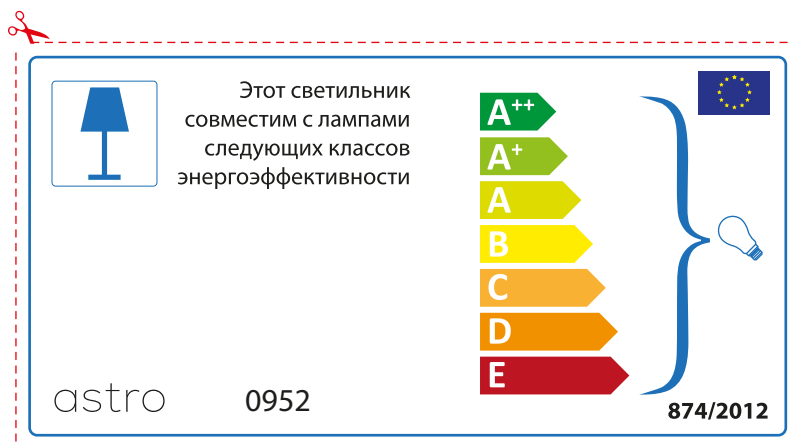 Этот светильник
совместим с лампами
следующих классов
энергоэффективности
A++
A+
A
B
C
D
E
astro 0952
874/2012